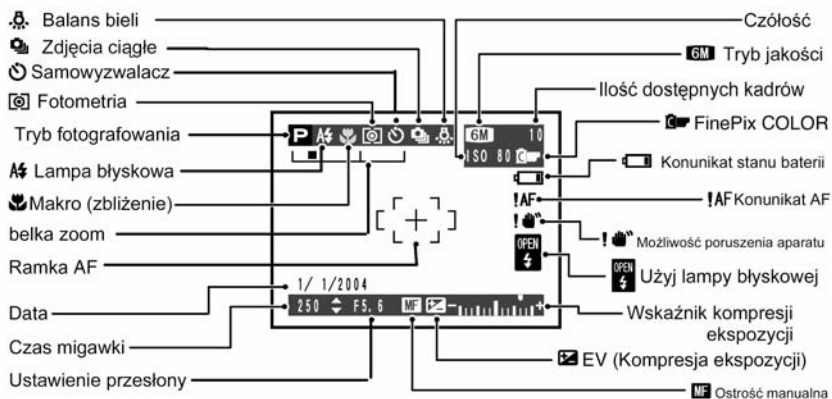 Balans bieli
Zdjęcia ciągłe
Samowyzwalacz
Fotometria
Tryb fotografowania
Lampa błyskowa
Makro (zbliżenie)
belka zoom
Ramka AF
Data
Czas migawki
Ustawienie przesłony
P A
6M 10
ISO 80
!AF
!
OPEN
1/ 1/2004
250 F5.6 MF - +
Czółość
6M Tryb jakości
Ilość dostępnych kadrów
FinePix COLOR
Konunikat stanu baterii
!AF Konunikat AF
! Możliwość poruszenia aparatu
OPEN Użyj lampy błyskowej
Wskaźnik kompresji
ekspozycji
EV (Kompresja ekspozycji)
MF Ostrość manualna